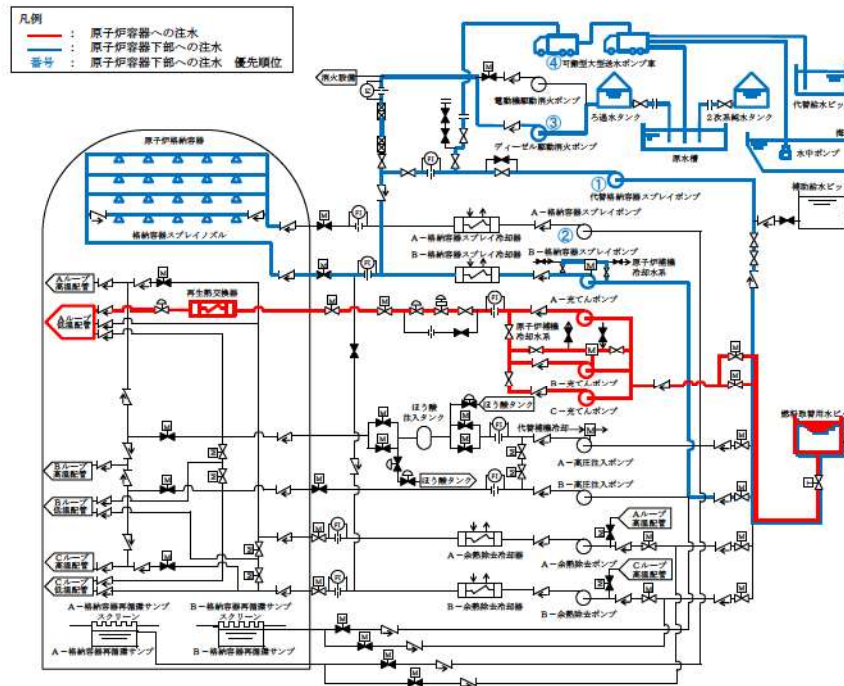 凡例
： 原子炉容器への注水
： 原子炉容器下部への注水
番号 ： 原子炉容器下部への注水 優先順位
消火設備
④
可搬型大型送水ポンプ車
電動機駆動消火ポンプ
③
ディーゼル駆動消火ポンプ
ろ過水タンク
2次系純水タンク
原水槽
代替給水ピッ
海
水中ポンプ
補助給水ピッ
原子炉格納容器
格納容器スプレイノズル
①
代替格納容器スプレイポンプ
A－格納容器スプレイポンプ
A－格納容器スプレイ冷却器
②
B－格納容器スプレイポンプ
B－格納容器スプレイ冷却器
原子炉補機
冷却水系
Aループ
高温配管
再生熱交換器
Aループ
低温配管
A－充てんポンプ
原子炉補機
冷却水系
B－充てんポンプ
C－充てんポンプ
燃料取替用水ピッ
ほう酸
注入タンク
ほう酸タンク
代替補機冷却
A－高圧注入ポンプ
ほう酸タンク
B－高圧注入ポンプ
Bループ
高温配管
Bループ
低温配管
Aループ
高温配管
A－余熱除去冷却器
A－余熱除去ポンプ
Cループ
高温配管
Cループ
低温配管
Cループ
高温配管
B－余熱除去冷却器
B－余熱除去ポンプ
A－格納容器再循環サンプ
スクリーン
A－格納容器再循環サンプ
B－格納容器再循環サンプ
スクリーン
B－格納容器再循環サンプ